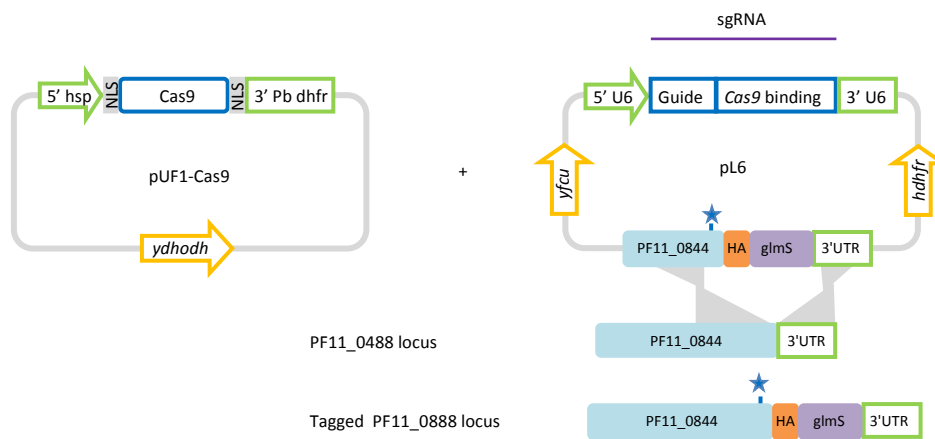 sgRNA
5' hsp
NLS
Cas9
NLS
3' Pb dhfr
5' U6
Guide
Cas9 binding
3' U6
pUF1-Cas9
+
pL6
yfcu
hdhfr
ydhodh
PF11_0844
HA
glmS
3'UTR
PF11_0488 locus
PF11_0844
3'UTR
Tagged PF11_0888 locus
PF11_0844
HA
glmS
3'UTR